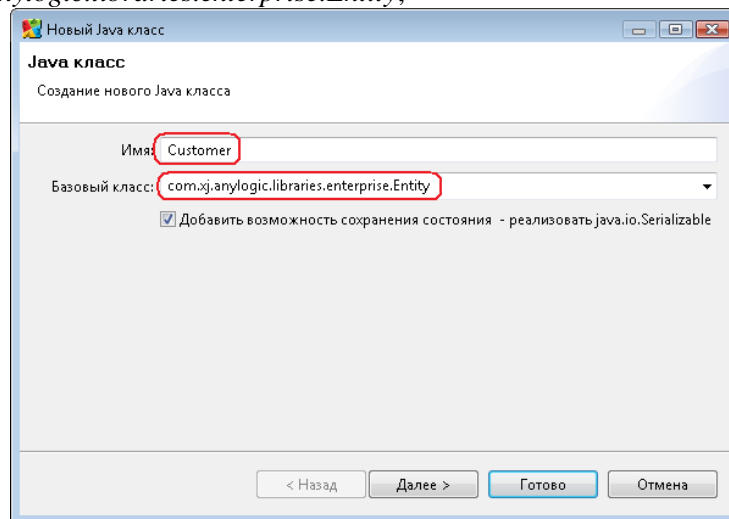 Новый Java класс
Java класс
Создание нового Java класса
Имя: Customer
Базовый класс: com.xj.anylogic.libraries.enterprise.Entity
Добавить возможность сохранения состояния - реализовать java.io.Serializable
< Назад Далее > Готово Отмена